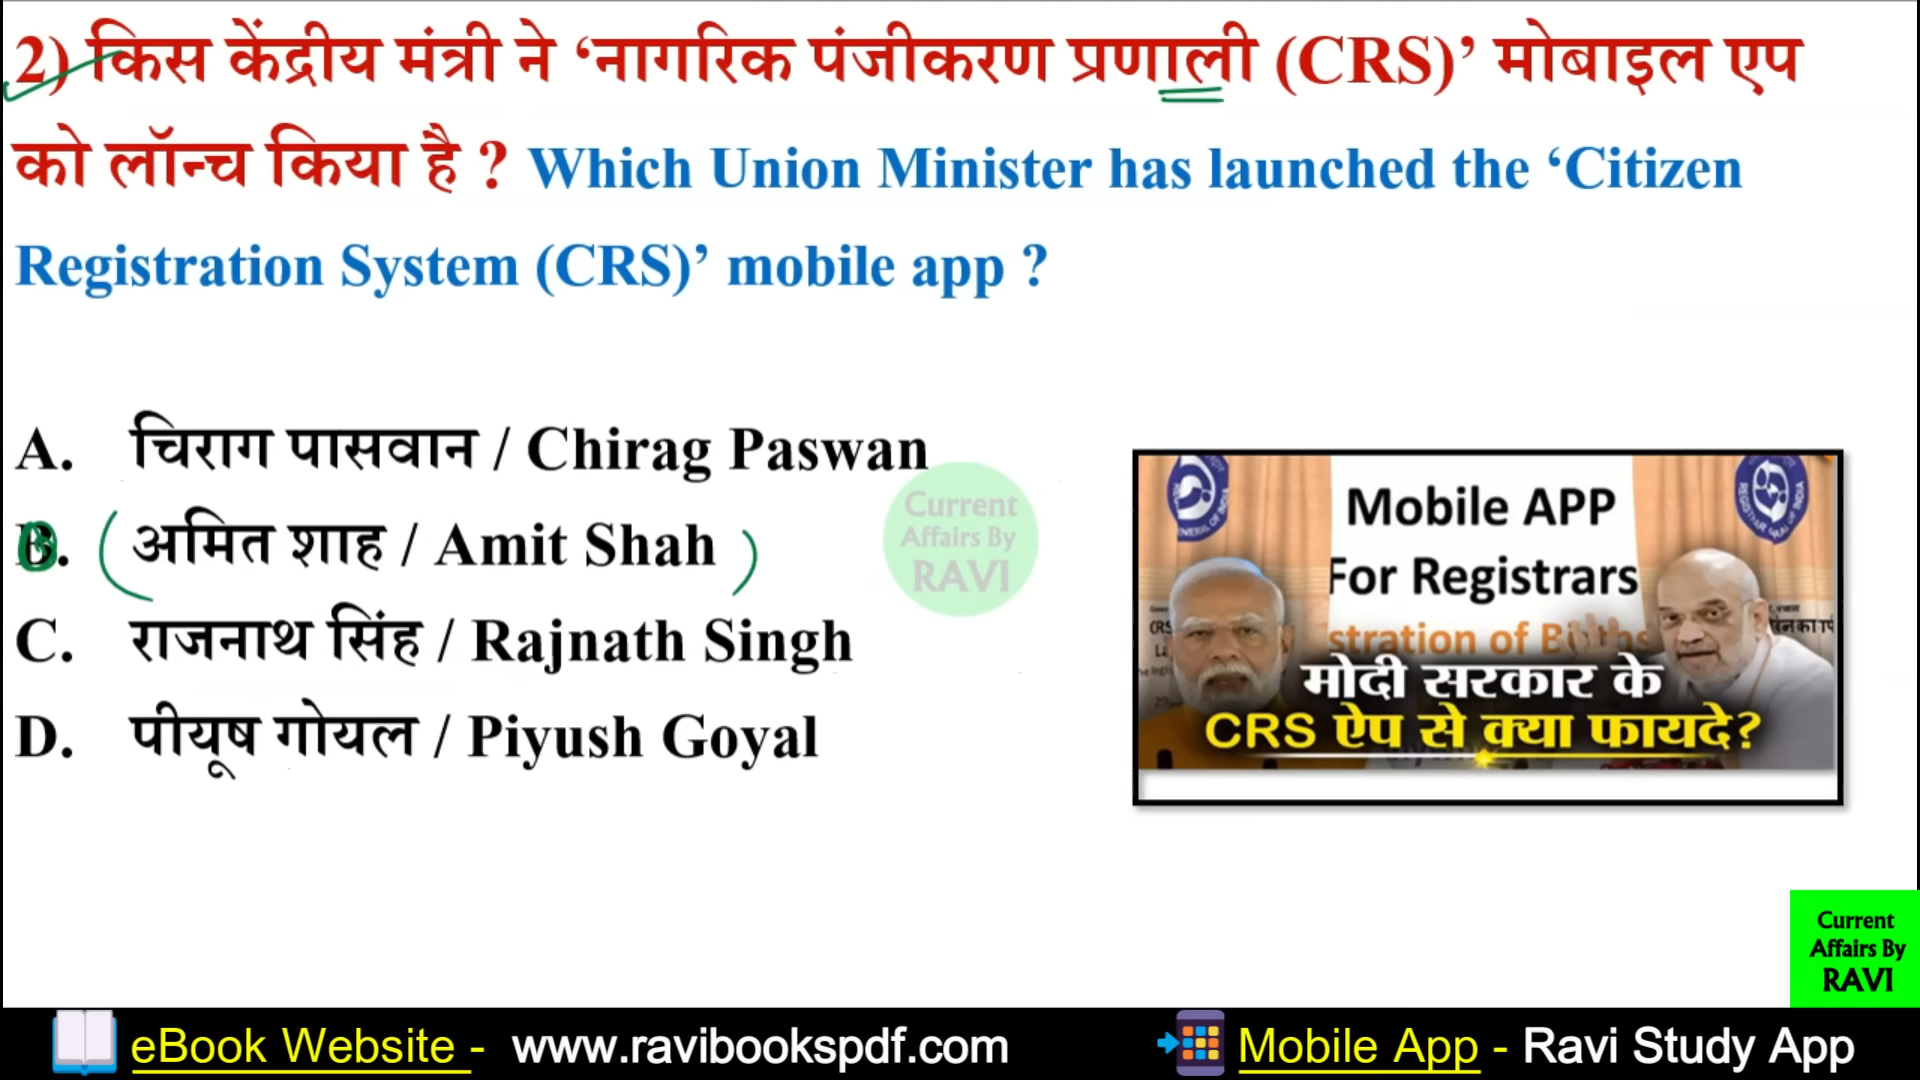 2) किस केंद्रीय मंत्री ने ‘नागरिक पंजीकरण प्रणाली (CRS)’ मोबाइल एप
को लॉन्च किया है ? Which Union Minister has launched the ‘Citizen
Registration System (CRS)’ mobile app ?
A. चिराग पासवान / Chirag Paswan
B. अमित शाह / Amit Shah
C. राजनाथ सिंह / Rajnath Singh
D. पीयूष गोयल / Piyush Goyal
Current
Affairs By
RAVI
Mobile APP
For Registrars
stration of Births
मोदी सरकार के
CRS ऐप से क्या फायदे?
Current
Affairs By
RAVI
eBook Website - www.ravibookspdf.com
Mobile App - Ravi Study App